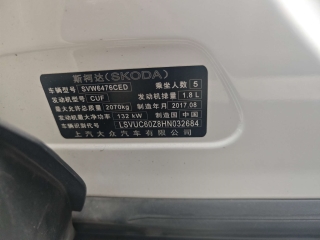 斯柯达(SKODA)
车辆型号 SVW6476CED 乘坐人数 5
发动机型号 CUF 发动机排量 1.8 L
最大允许总质量 2070kg 制造年月 2017.08
发动机最大净功率 132 kW 制造国 中国
车辆识别代号 LSVUC60Z8HN032684
上汽大众汽车有限公司